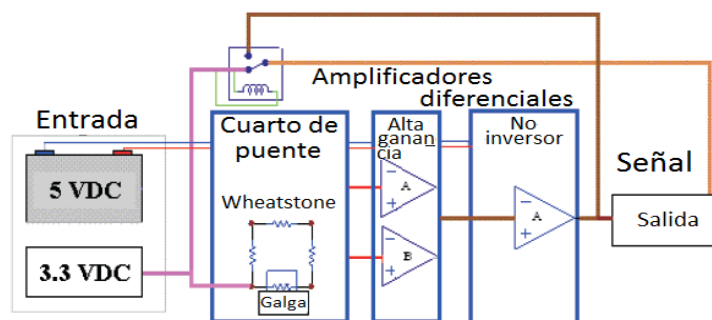 Amplificadores
diferenciales
Entrada
5 VDC
3.3 VDC
Cuarto de
puente
Wheatstone
Galga
Alta
ganan
cia
A
B
No
inversor
A
Señal
Salida